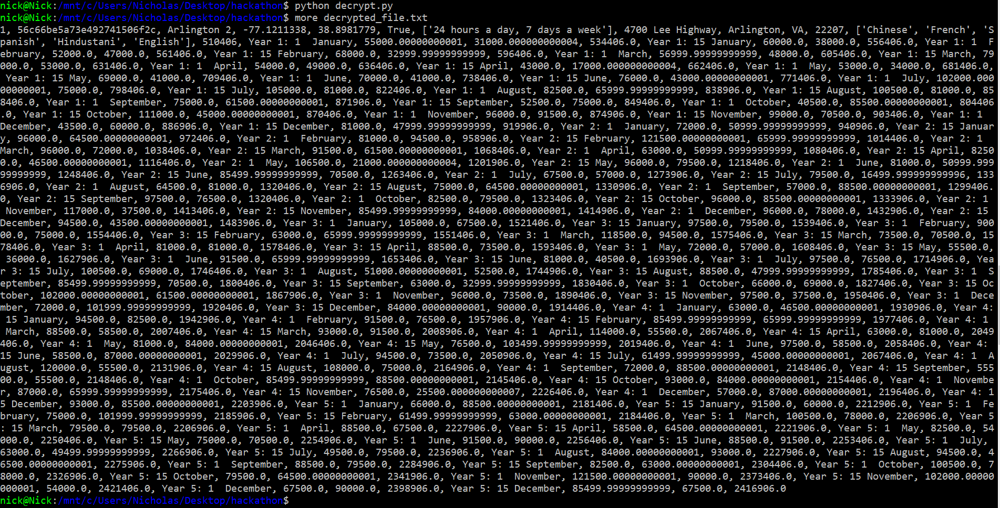 nick@Nick:/mnt/c/Users/Nicholas/Desktop/hackathon$ python decrypt.py
nick@Nick:/mnt/c/Users/Nicholas/Desktop/hackathon$ more decrypted_file.txt
1, 56c66be5a73e492741506f2c, Arlington 2, -77.1211338, 38.8981779, True, ['24 hours a day, 7 days a week'], 4700 Lee Highway, Arlington, VA, 22207, ['Chinese', 'French', 'S
panish', 'Hindustani', 'English'], 510406, Year 1: 1  January, 55000.00000000001, 31000.000000000004, 534406.0, Year 1: 15 January, 60000.0, 38000.0, 556406.0, Year 1: 1  F
ebruary, 52000.0, 47000.0, 561406.0, Year 1: 15 February, 68000.0, 32999.99999999999, 596406.0, Year 1: 1  March, 56999.99999999999, 48000.0, 605406.0, Year 1: 15 March, 79
000.0, 53000.0, 631406.0, Year 1: 1  April, 54000.0, 49000.0, 636406.0, Year 1: 15 April, 43000.0, 17000.000000000004, 662406.0, Year 1: 1  May, 53000.0, 34000.0, 681406.0,
 Year 1: 15 May, 69000.0, 41000.0, 709406.0, Year 1: 1  June, 70000.0, 41000.0, 738406.0, Year 1: 15 June, 76000.0, 43000.00000000001, 771406.0, Year 1: 1  July, 102000.000
00000001, 75000.0, 798406.0, Year 1: 15 July, 105000.0, 81000.0, 822406.0, Year 1: 1  August, 82500.0, 65999.99999999999, 838906.0, Year 1: 15 August, 100500.0, 81000.0, 85
8406.0, Year 1: 1  September, 75000.0, 61500.00000000001, 871906.0, Year 1: 15 September, 52500.0, 75000.0, 849406.0, Year 1: 1  October, 40500.0, 85500.00000000001, 804406
.0, Year 1: 15 October, 111000.0, 45000.00000000001, 870406.0, Year 1: 1  November, 96000.0, 91500.0, 874906.0, Year 1: 15 November, 99000.0, 70500.0, 903406.0, Year 1: 1
December, 43500.0, 60000.0, 886906.0, Year 1: 15 December, 81000.0, 47999.99999999999, 919906.0, Year 2: 1  January, 72000.0, 50999.99999999999, 940906.0, Year 2: 15 Januar
y, 96000.0, 64500.00000000001, 972406.0, Year 2: 1  February, 81000.0, 94500.0, 958906.0, Year 2: 15 February, 121500.00000000001, 65999.99999999999, 1014406.0, Year 2: 1
March, 96000.0, 72000.0, 1038406.0, Year 2: 15 March, 91500.0, 61500.00000000001, 1068406.0, Year 2: 1  April, 63000.0, 50999.99999999999, 1080406.0, Year 2: 15 April, 8250
0.0, 46500.00000000001, 1116406.0, Year 2: 1  May, 106500.0, 21000.000000000004, 1201906.0, Year 2: 15 May, 96000.0, 79500.0, 1218406.0, Year 2: 1  June, 81000.0, 50999.999
99999999, 1248406.0, Year 2: 15 June, 85499.99999999999, 70500.0, 1263406.0, Year 2: 1  July, 67500.0, 57000.0, 1273906.0, Year 2: 15 July, 79500.0, 16499.999999999996, 133
6906.0, Year 2: 1  August, 64500.0, 81000.0, 1320406.0, Year 2: 15 August, 75000.0, 64500.00000000001, 1330906.0, Year 2: 1  September, 57000.0, 88500.00000000001, 1299406.
0, Year 2: 15 September, 97500.0, 76500.0, 1320406.0, Year 2: 1  October, 82500.0, 79500.0, 1323406.0, Year 2: 15 October, 96000.0, 85500.00000000001, 1333906.0, Year 2: 1
 November, 117000.0, 37500.0, 1413406.0, Year 2: 15 November, 85499.99999999999, 84000.00000000001, 1414906.0, Year 2: 1  December, 96000.0, 78000.0, 1432906.0, Year 2: 15
December, 94500.0, 43500.00000000001, 1483906.0, Year 3: 1  January, 105000.0, 67500.0, 1521406.0, Year 3: 15 January, 97500.0, 79500.0, 1539406.0, Year 3: 1  February, 900
00.0, 75000.0, 1554406.0, Year 3: 15 February, 63000.0, 65999.99999999999, 1551406.0, Year 3: 1  March, 118500.0, 94500.0, 1575406.0, Year 3: 15 March, 73500.0, 70500.0, 15
78406.0, Year 3: 1  April, 81000.0, 81000.0, 1578406.0, Year 3: 15 April, 88500.0, 73500.0, 1593406.0, Year 3: 1  May, 72000.0, 57000.0, 1608406.0, Year 3: 15 May, 55500.0,
 36000.0, 1627906.0, Year 3: 1  June, 91500.0, 65999.99999999999, 1653406.0, Year 3: 15 June, 81000.0, 40500.0, 1693906.0, Year 3: 1  July, 97500.0, 76500.0, 1714906.0, Yea
r 3: 15 July, 100500.0, 69000.0, 1746406.0, Year 3: 1  August, 51000.00000000001, 52500.0, 1744906.0, Year 3: 15 August, 88500.0, 47999.99999999999, 1785406.0, Year 3: 1  S
eptember, 85499.99999999999, 70500.0, 1800406.0, Year 3: 15 September, 63000.0, 32999.99999999999, 1830406.0, Year 3: 1  October, 66000.0, 69000.0, 1827406.0, Year 3: 15 Oc
tober, 102000.00000000001, 61500.00000000001, 1867906.0, Year 3: 1  November, 96000.0, 73500.0, 1890406.0, Year 3: 15 November, 97500.0, 37500.0, 1950406.0, Year 3: 1  Dece
mber, 72000.0, 101999.99999999999, 1920406.0, Year 3: 15 December, 84000.00000000001, 90000.0, 1914406.0, Year 4: 1  January, 63000.0, 46500.00000000001, 1930906.0, Year 4:
 15 January, 94500.0, 82500.0, 1942906.0, Year 4: 1  February, 91500.0, 76500.0, 1957906.0, Year 4: 15 February, 85499.99999999999, 65999.99999999999, 1977406.0, Year 4: 1
 March, 88500.0, 58500.0, 2007406.0, Year 4: 15 March, 93000.0, 91500.0, 2008906.0, Year 4: 1  April, 114000.0, 55500.0, 2067406.0, Year 4: 15 April, 63000.0, 81000.0, 2049
406.0, Year 4: 1  May, 81000.0, 84000.00000000001, 2046406.0, Year 4: 15 May, 76500.0, 103499.99999999999, 2019406.0, Year 4: 1  June, 97500.0, 58500.0, 2058406.0, Year 4:
15 June, 58500.0, 87000.00000000001, 2029906.0, Year 4: 1  July, 94500.0, 73500.0, 2050906.0, Year 4: 15 July, 61499.99999999999, 45000.00000000001, 2067406.0, Year 4: 1  A
ugust, 120000.0, 55500.0, 2131906.0, Year 4: 15 August, 108000.0, 75000.0, 2164906.0, Year 4: 1  September, 72000.0, 88500.00000000001, 2148406.0, Year 4: 15 September, 555
00.0, 55500.0, 2148406.0, Year 4: 1  October, 85499.99999999999, 88500.00000000001, 2145406.0, Year 4: 15 October, 93000.0, 84000.00000000001, 2154406.0, Year 4: 1  Novembe
r, 87000.0, 65999.99999999999, 2175406.0, Year 4: 15 November, 76500.0, 25500.000000000007, 2226406.0, Year 4: 1  December, 57000.0, 87000.00000000001, 2196406.0, Year 4: 1
5 December, 93000.0, 85500.00000000001, 2203906.0, Year 5: 1  January, 66000.0, 88500.00000000001, 2181406.0, Year 5: 15 January, 91500.0, 60000.0, 2212906.0, Year 5: 1  Fe
bruary, 75000.0, 101999.99999999999, 2185906.0, Year 5: 15 February, 61499.99999999999, 63000.00000000001, 2184406.0, Year 5: 1  March, 100500.0, 78000.0, 2206906.0, Year 5
: 15 March, 79500.0, 79500.0, 2206906.0, Year 5: 1  April, 88500.0, 67500.0, 2227906.0, Year 5: 15 April, 58500.0, 64500.00000000001, 2221906.0, Year 5: 1  May, 82500.0, 54
000.0, 2250406.0, Year 5: 15 May, 75000.0, 70500.0, 2254906.0, Year 5: 1  June, 91500.0, 90000.0, 2256406.0, Year 5: 15 June, 88500.0, 91500.0, 2253406.0, Year 5: 1  July,
63000.0, 49499.99999999999, 2266906.0, Year 5: 15 July, 49500.0, 79500.0, 2236906.0, Year 5: 1  August, 84000.00000000001, 93000.0, 2227906.0, Year 5: 15 August, 94500.0, 4
6500.00000000001, 2275906.0, Year 5: 1  September, 88500.0, 79500.0, 2284906.0, Year 5: 15 September, 82500.0, 63000.00000000001, 2304406.0, Year 5: 1  October, 100500.0, 7
8000.0, 2326906.0, Year 5: 15 October, 79500.0, 64500.00000000001, 2341906.0, Year 5: 1  November, 121500.00000000001, 90000.0, 2373406.0, Year 5: 15 November, 102000.00000
000001, 54000.0, 2421406.0, Year 5: 1  December, 67500.0, 90000.0, 2398906.0, Year 5: 15 December, 85499.99999999999, 67500.0, 2416906.0
nick@Nick:/mnt/c/Users/Nicholas/Desktop/hackathon$